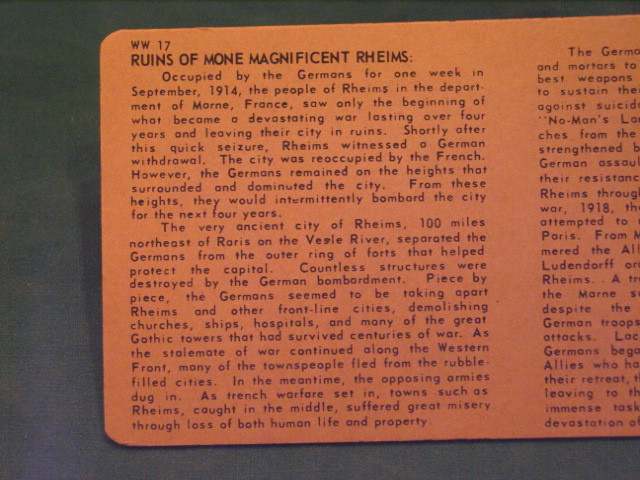 WW 17
RUINS OF MONE MAGNIFICENT RHEIMS:
Occupied by the Germans for one week in
September, 1914, the people of Rheims in the depart-
ment of Marne, France, saw only the beginning of
what became a devastating war lasting over four
years and leaving their city in ruins. Shortly after
this quick seizure, Rheims witnessed a German
withdrawal. The city was reoccupied by the French.
However, the Germans remained on the heights that
surrounded and dominated the city. From these
heights, they would intermittently bombard the city
for the next four years.
The very ancient city of Rheims, 100 miles
northeast of Raris on the Vesle River, separated the
Germans from the outer ring of forts that helped
protect the capital. Countless structures were
destroyed by the German bombardment. Piece by
piece, the Germans seemed to be taking apart
Rheims and other front-line cities, demolishing
churches, ships, hospitals, and many of the great
Gothic towers that had survived centuries of war. As
the stalemate of war continued along the Western
Front, many of the townspeople fled from the rubble-
filled cities. In the meantime, the opposing armies
dug in. As trench warfare set in, towns such as
Rheims, caught in the middle, suffered great misery
through loss of both human life and property.
The Germa
and mortars to
best weapons
to sustain thei
against suicid
"No-Man's La
ches from the
strengthened b
German assau
their resistanc
Rheims throug
war, 1918, th
attempted to
Paris. From M
mered the Al
Ludendorff or
Rheims. A tr
the Marne su
despite the
German troops
attacks. Lac
Germans bega
Allies who ha
their retreat, t
leaving to th
immense task
devastation of